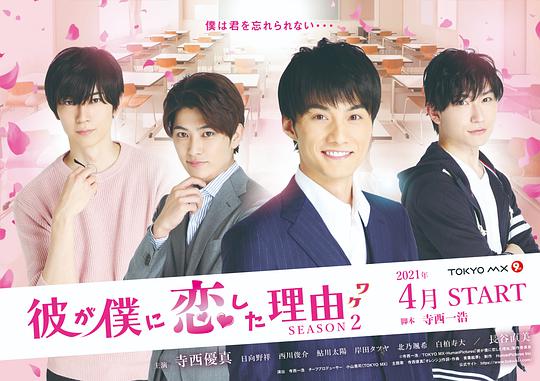 僕は君を忘れられない・・・
2021年 TOKYO MX 9
彼が僕に恋した理由 ワケ
SEASON 2
4月 START
脚本 寺西一浩
主演 寺西優真 日向野祥 西川俊介 鮎川太陽 岸田タツヤ 北乃颯希 白柏寿大 長谷直美